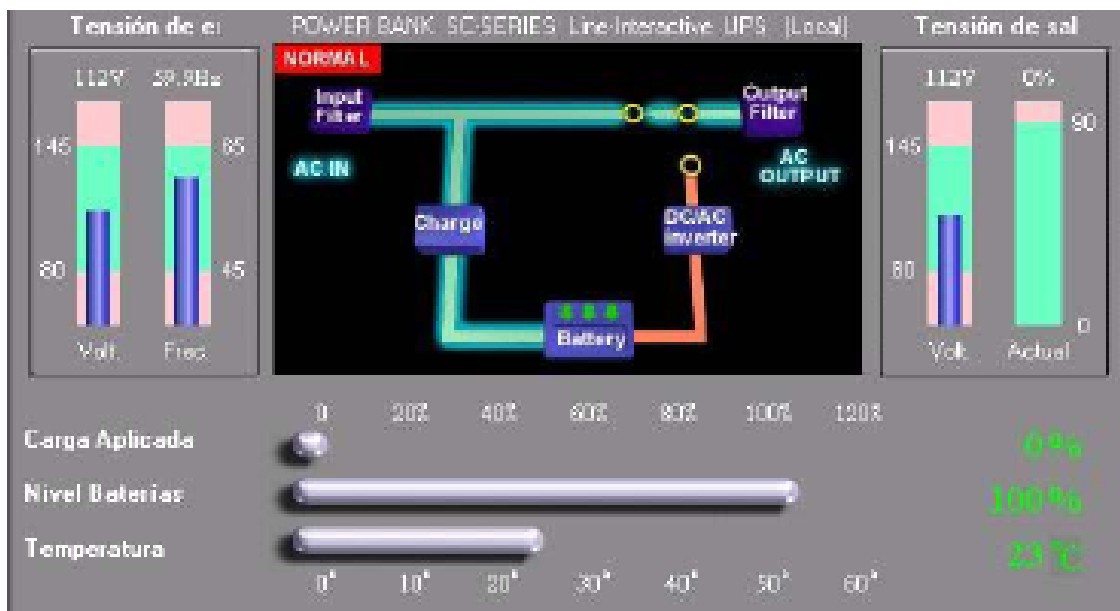 Tensión de e:
POWER BANK SC-SERIES Line-Interactive UPS [Local]
Tensión de sal
112V 59.9Hz
145 65
80 45
Volt. Frec.
NORMAL
Input Filter
Output Filter
AC IN
AC OUTPUT
Charge
DC/AC inverter
Battery
112V 0%
145 90
80 0
Volt. Actual
0 20% 40% 60% 80% 100% 120%
Carga Aplicada 0%
Nivel Baterías 100%
Temperatura 23 °C
0° 10° 20° 30° 40° 50° 60°